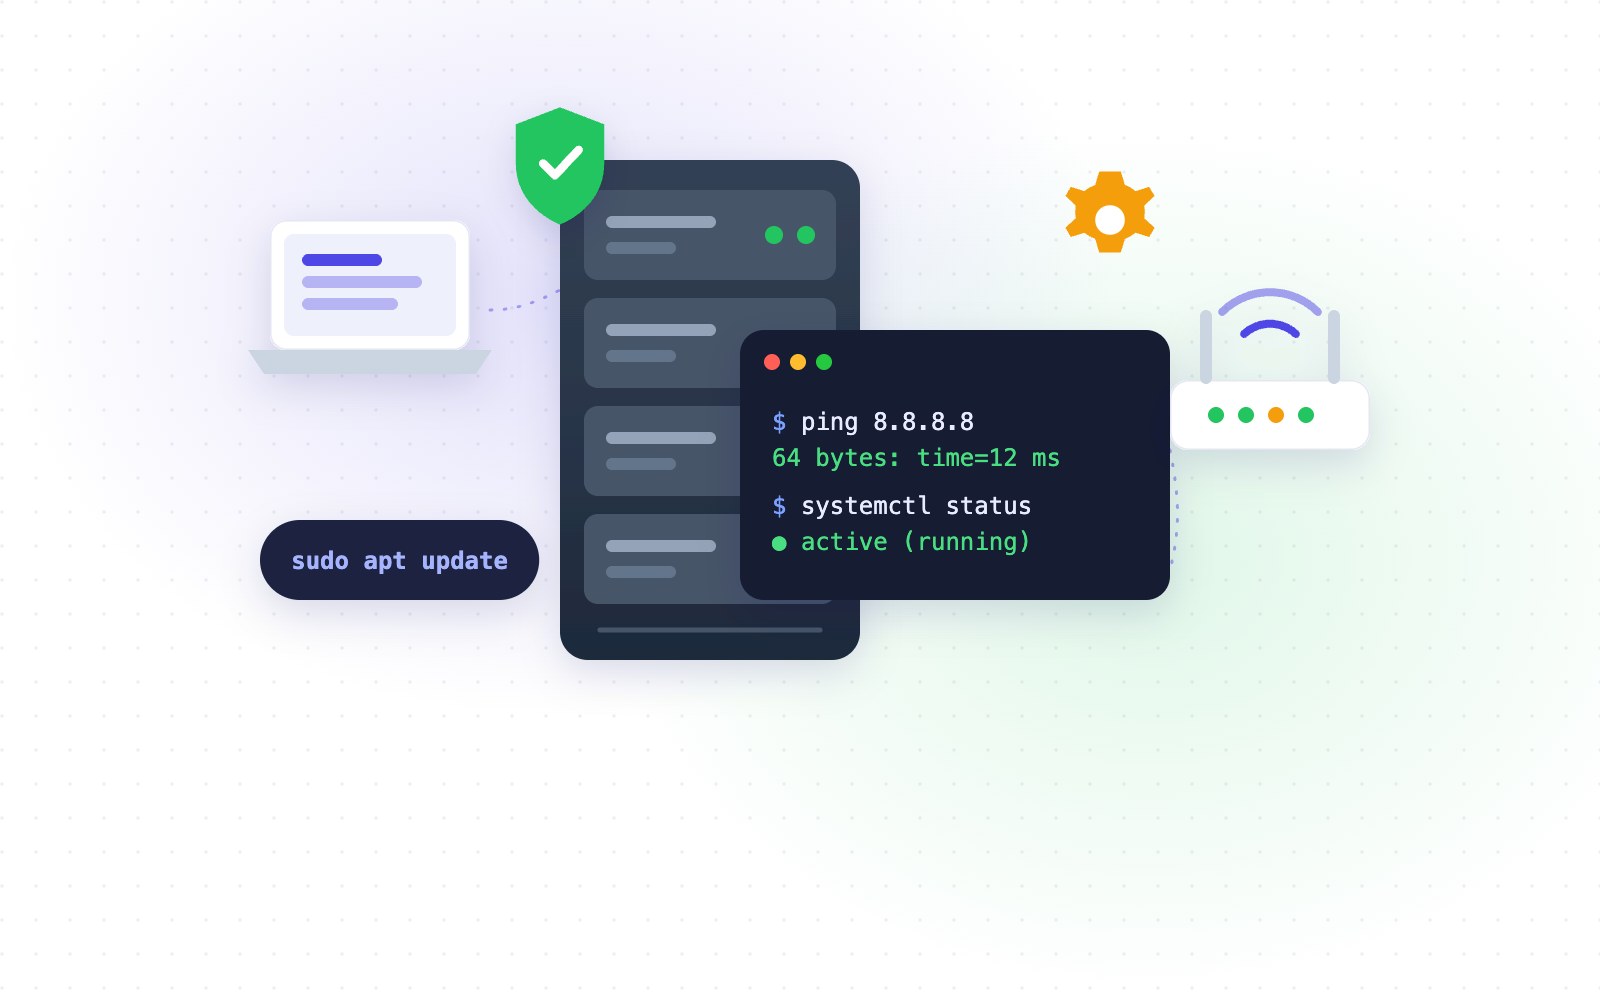 $ ping 8.8.8.8
64 bytes: time=12 ms
$ systemctl status
● active (running)
sudo apt update